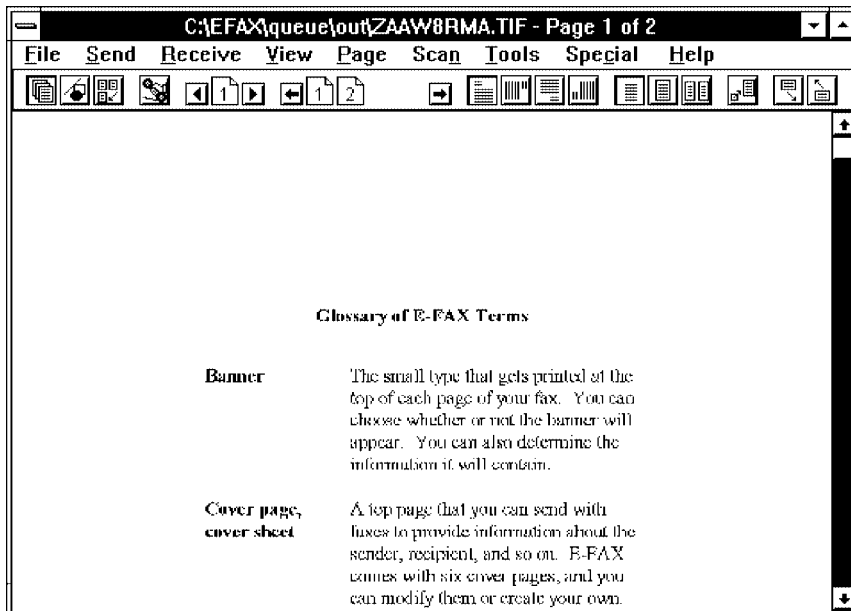 C:\EFAX\queue\out\ZAAW8RMA.TIF - Page 1 of 2
File Send Receive View Page Scan Tools Special Help
1 1 2
Glossary of E-FAX Terms
Banner The small type that gets printed at the
top of each page of your fax. You can
choose whether or not the banner will
appear. You can also determine the
information it will contain.
Cover page, A top page that you can send with
cover sheet faxes to provide information about the
sender, recipient, and so on. E-FAX
comes with six cover pages, and you
can modify them or create your own.